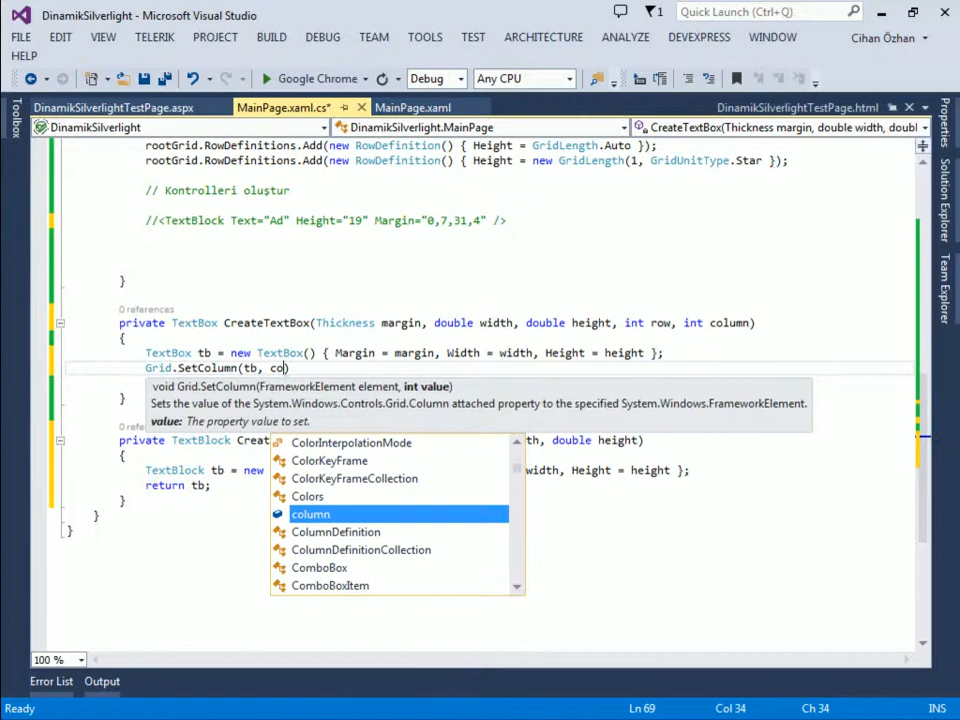 DinamikSilverlight - Microsoft Visual Studio
1
Quick Launch (Ctrl+Q)
FILE EDIT VIEW TELERIK PROJECT BUILD DEBUG TEAM TOOLS TEST ARCHITECTURE ANALYZE DEVEXPRESS WINDOW
Cihan Özhan
HELP
Google Chrome
Debug
Any CPU
DinamikSilverlightTestPage.aspx
MainPage.xaml.cs*
MainPage.xaml
DinamikSilverlightTestPage.html
DinamikSilverlight
DinamikSilverlight.MainPage
CreateTextBox(Thickness margin, double width, doubl
Toolbox
Properties
Solution Explorer
Team Explorer
rootGrid.RowDefinitions.Add(new RowDefinition() { Height = GridLength.Auto });
rootGrid.RowDefinitions.Add(new RowDefinition() { Height = new GridLength(1, GridUnitType.Star });
// Kontrolleri oluştur
//<TextBlock Text="Ad" Height="19" Margin="0,7,31,4" />
}
0 references
private TextBox CreateTextBox(Thickness margin, double width, double height, int row, int column)
{
TextBox tb = new TextBox() { Margin = margin, Width = width, Height = height };
Grid.SetColumn(tb, co)
void Grid.SetColumn(FrameworkElement element, int value)
Sets the value of the System.Windows.Controls.Grid.Column attached property to the specified System.Windows.FrameworkElement.
value: The property value to set.
}
0 refe
private TextBlock Crea
th, double height)
{
TextBlock tb = new
width, Height = height };
return tb;
}
}
}
ColorInterpolationMode
ColorKeyFrame
ColorKeyFrameCollection
Colors
column
ColumnDefinition
ColumnDefinitionCollection
ComboBox
ComboBoxItem
100 %
Error List
Output
Ready
Ln 69
Col 34
Ch 34
INS